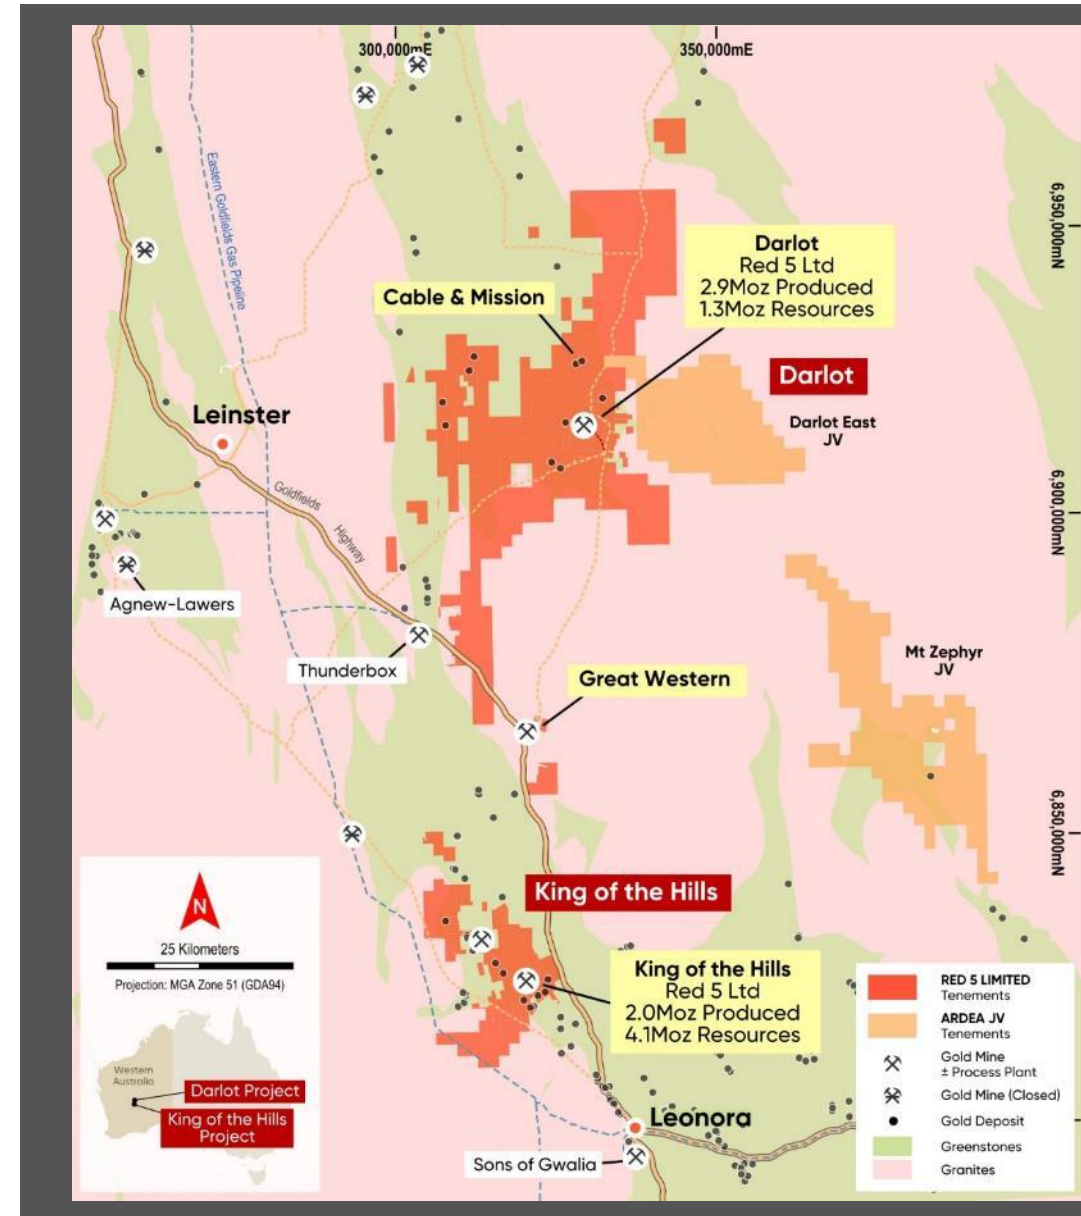 300,000mE
350,000mE
6,950,000mN
Eastern Goldfields Gas Pipeline
Darlot
Red 5 Ltd
2.9Moz Produced
1.3Moz Resources
Cable & Mission
Darlot
Darlot East
JV
Leinster
Goldfields
Highway
6,900,000mN
Agnew-Lawers
Thunderbox
Great Western
Mt Zephyr
JV
6,850,000mN
King of the Hills
King of the Hills
Red 5 Ltd
2.0Moz Produced
4.1Moz Resources
N
25 Kilometers
Projection: MGA Zone 51 (GDA94)
Western
Australia
Darlot Project
King of the Hills
Project
Leonora
Sons of Gwalia
RED 5 LIMITED
Tenements
ARDEA JV
Tenements
Gold Mine
± Process Plant
Gold Mine (Closed)
Gold Deposit
Greenstones
Granites